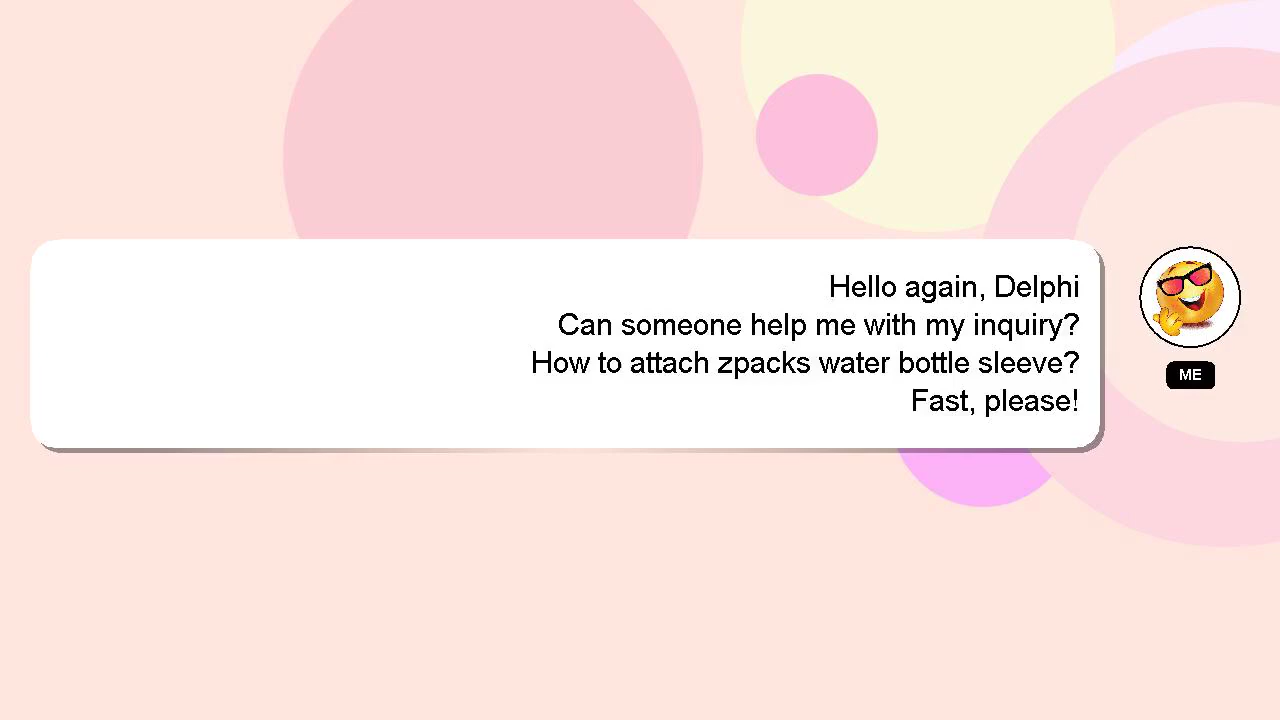 Hello again, Delphi
Can someone help me with my inquiry?
How to attach zpacks water bottle sleeve?
Fast, please!
ME